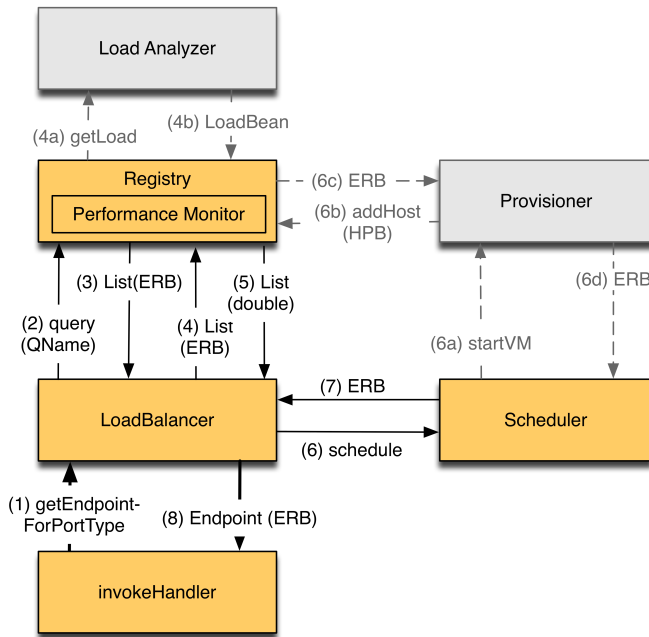 Load Analyzer
(4a) getLoad
(4b) LoadBean
Registry
Performance Monitor
(6c) ERB
(6b) addHost
(HPB)
Provisioner
(2) query
(QName)
(3) List(ERB)
(4) List
(ERB)
(5) List
(double)
(6a) startVM
(6d) ERB
LoadBalancer
(7) ERB
(6) schedule
Scheduler
(1) getEndpoint-
ForPortType
(8) Endpoint (ERB)
invokeHandler